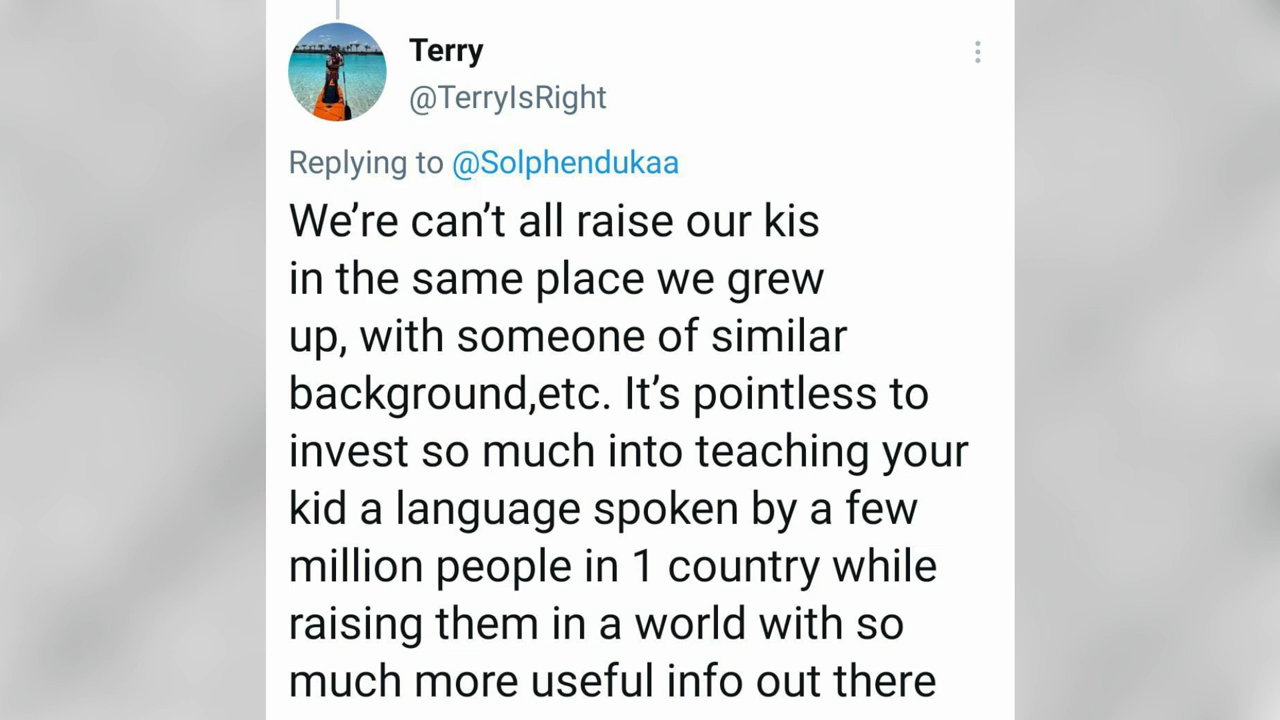 Terry
@TerryIsRight
Replying to @Solphendukaa
We’re can’t all raise our kis
in the same place we grew
up, with someone of similar
background,etc. It’s pointless to
invest so much into teaching your
kid a language spoken by a few
million people in 1 country while
raising them in a world with so
much more useful info out there